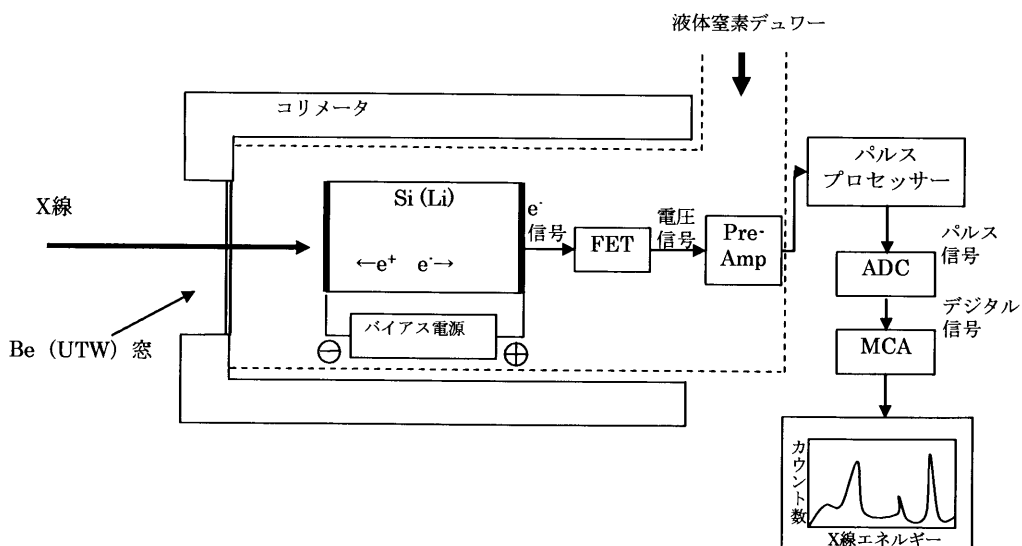 液体窒素デュワー
コリメータ
X線
Si (Li)
←e⁺ e⁻→
e⁻
信号
FET
電圧
信号
Pre-
Amp
パルス
プロセッサー
パルス
信号
ADC
デジタル
信号
MCA
バイアス電源
⊖
⊕
Be（UTW）窓
カウント数
X線エネルギー